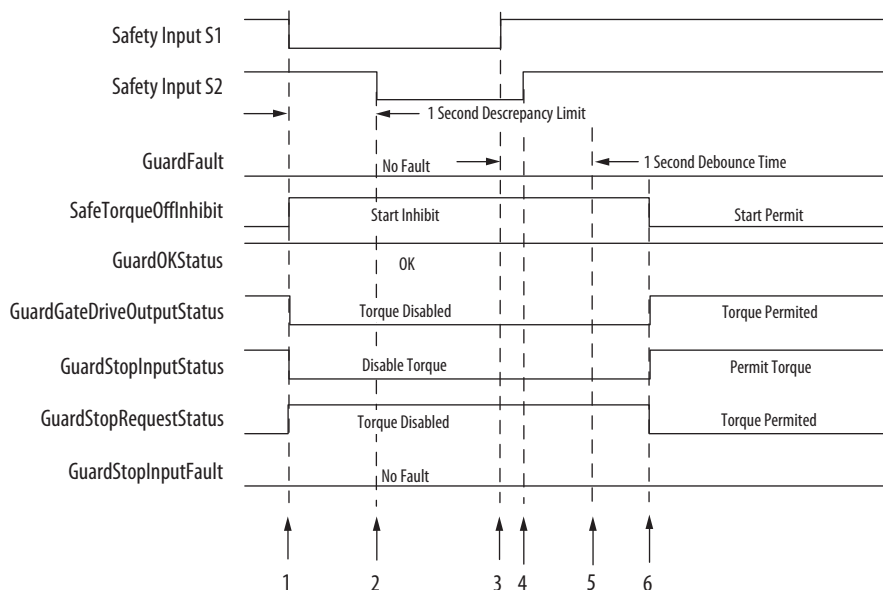 Safety Input S1
Safety Input S2
1 Second Descrepancy Limit
GuardFault
No Fault
1 Second Debounce Time
SafeTorqueOffInhibit
Start Inhibit
Start Permit
GuardOKStatus
OK
GuardGateDriveOutputStatus
Torque Disabled
Torque Permited
GuardStopInputStatus
Disable Torque
Permit Torque
GuardStopRequestStatus
Torque Disabled
Torque Permited
GuardStopInputFault
No Fault
1 2 3 4 5 6